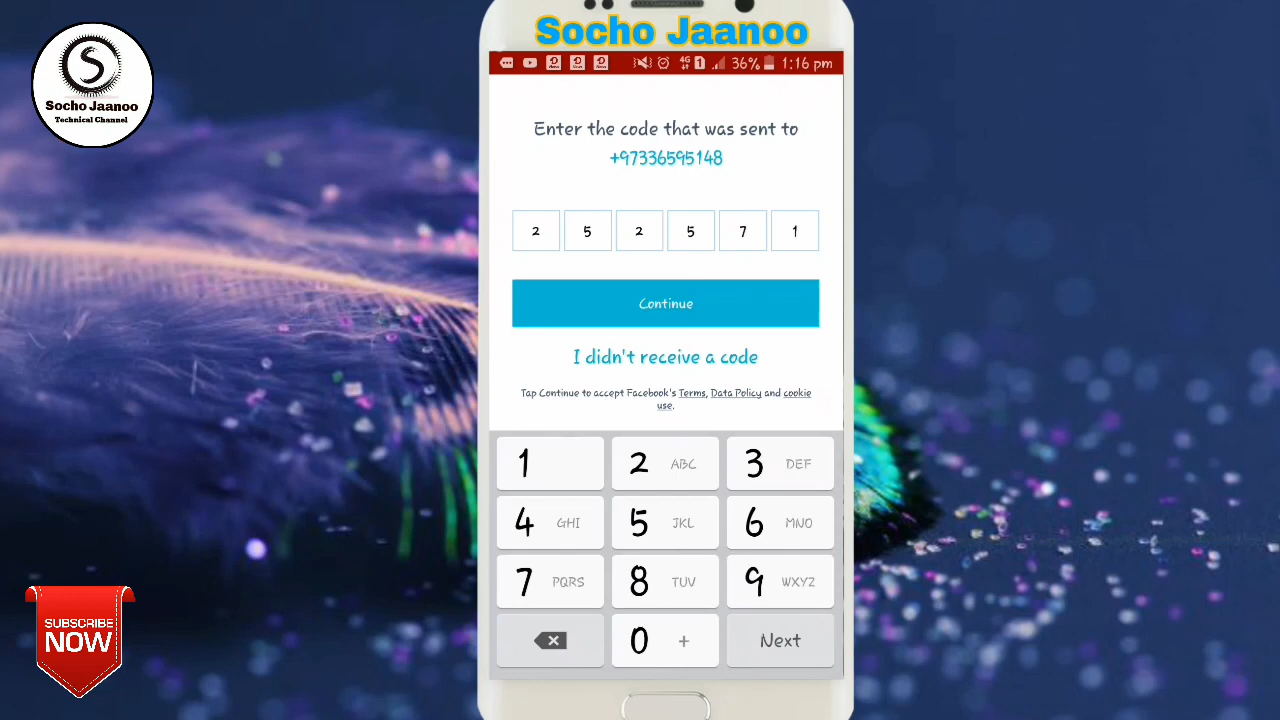 Socho Jaanoo
Socho Jaanoo
Technical Channel
4G 1 36% 1:16 pm
Enter the code that was sent to
+97336595148
2 5 2 5 7 1
Continue
I didn't receive a code
Tap Continue to accept Facebook's Terms, Data Policy and cookie
use.
1 2 ABC 3 DEF
4 GHI 5 JKL 6 MNO
7 PQRS 8 TUV 9 WXYZ
0 + Next
SUBSCRIBE
NOW